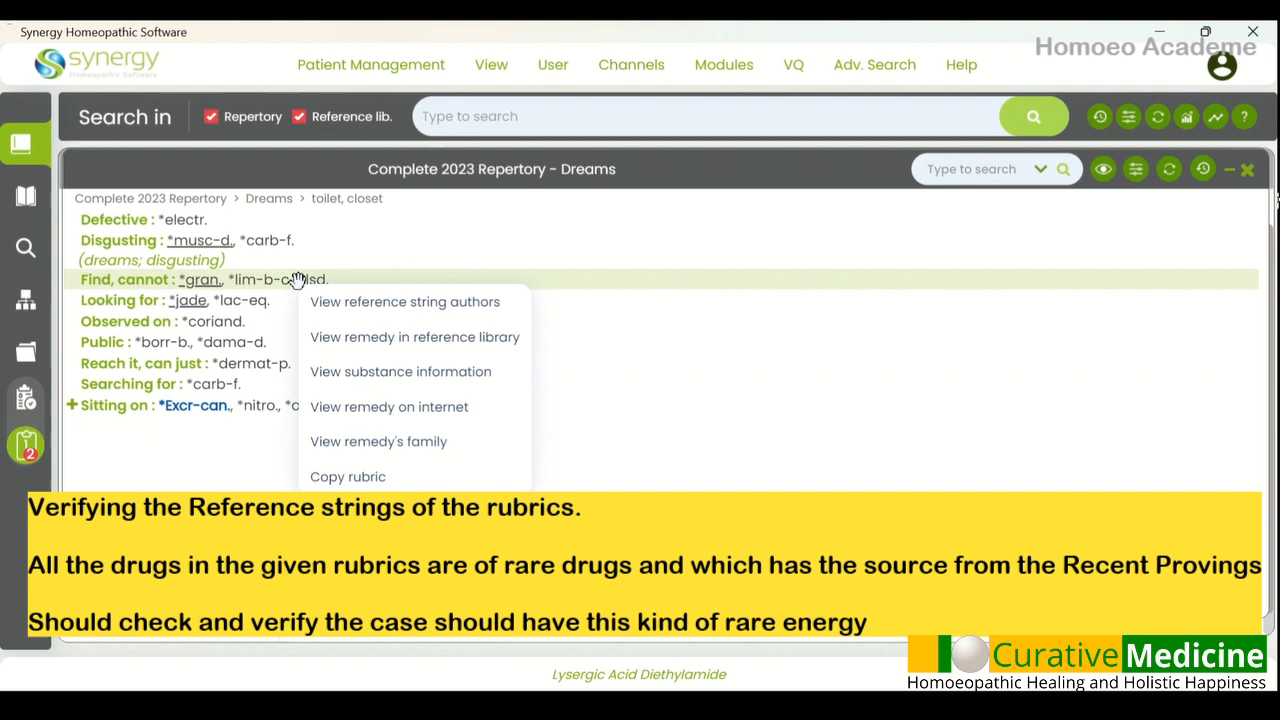 Synergy Homeopathic Software
Homoeo Academe
synergy
Homeopathic Software
Patient Management View User Channels Modules VQ Adv. Search Help
Search in Repertory Reference lib. Type to search
Complete 2023 Repertory - Dreams Type to search
Complete 2023 Repertory > Dreams > toilet, closet
Defective : *electr.
Disgusting : *musc-d., *carb-f.
(dreams; disgusting)
Find, cannot : *gran., *lim-b-c. lsd.
Looking for : *jade, *lac-eq.
Observed on : *coriand.
Public : *borr-b., *dama-d.
Reach it, can just : *dermat-p.
Searching for : *carb-f.
+ Sitting on : *Excr-can., *nitro.,
View reference string authors
View remedy in reference library
View substance information
View remedy on internet
View remedy's family
Copy rubric
1
2
Verifying the Reference strings of the rubrics.
All the drugs in the given rubrics are of rare drugs and which has the source from the Recent Provings
Should check and verify the case should have this kind of rare energy
Lysergic Acid Diethylamide
Curative Medicine
Homoeopathic Healing and Holistic Happiness